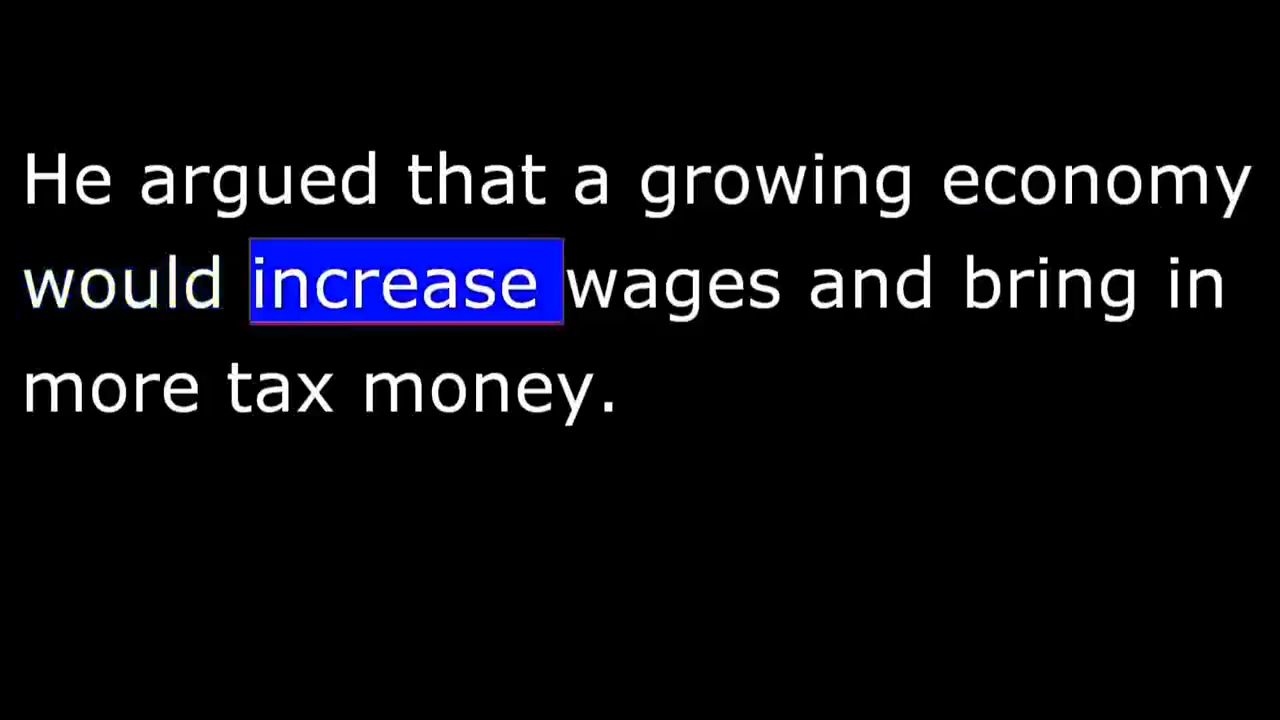 He argued that a growing economy
would increase wages and bring in
more tax money.